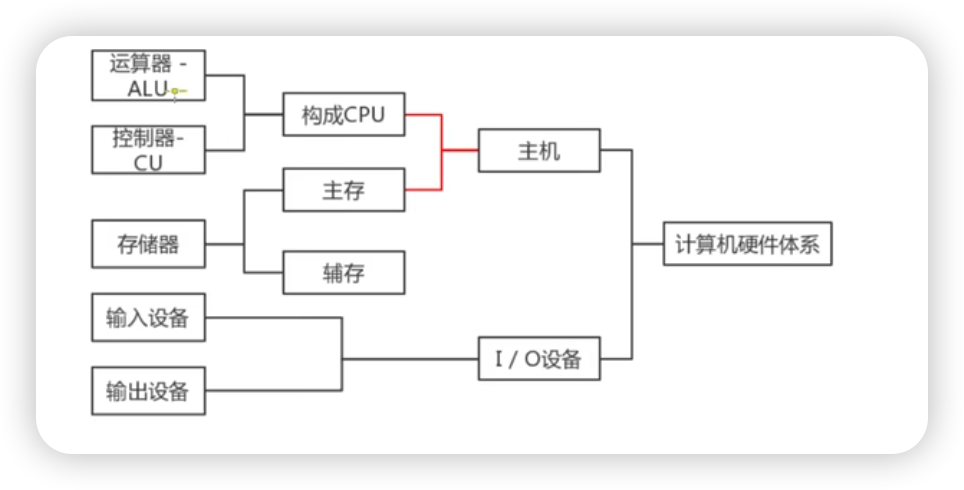 运算器 -
ALU
控制器-
CU
构成CPU
主机
主存
存储器
计算机硬件体系
辅存
输入设备
I / O设备
输出设备